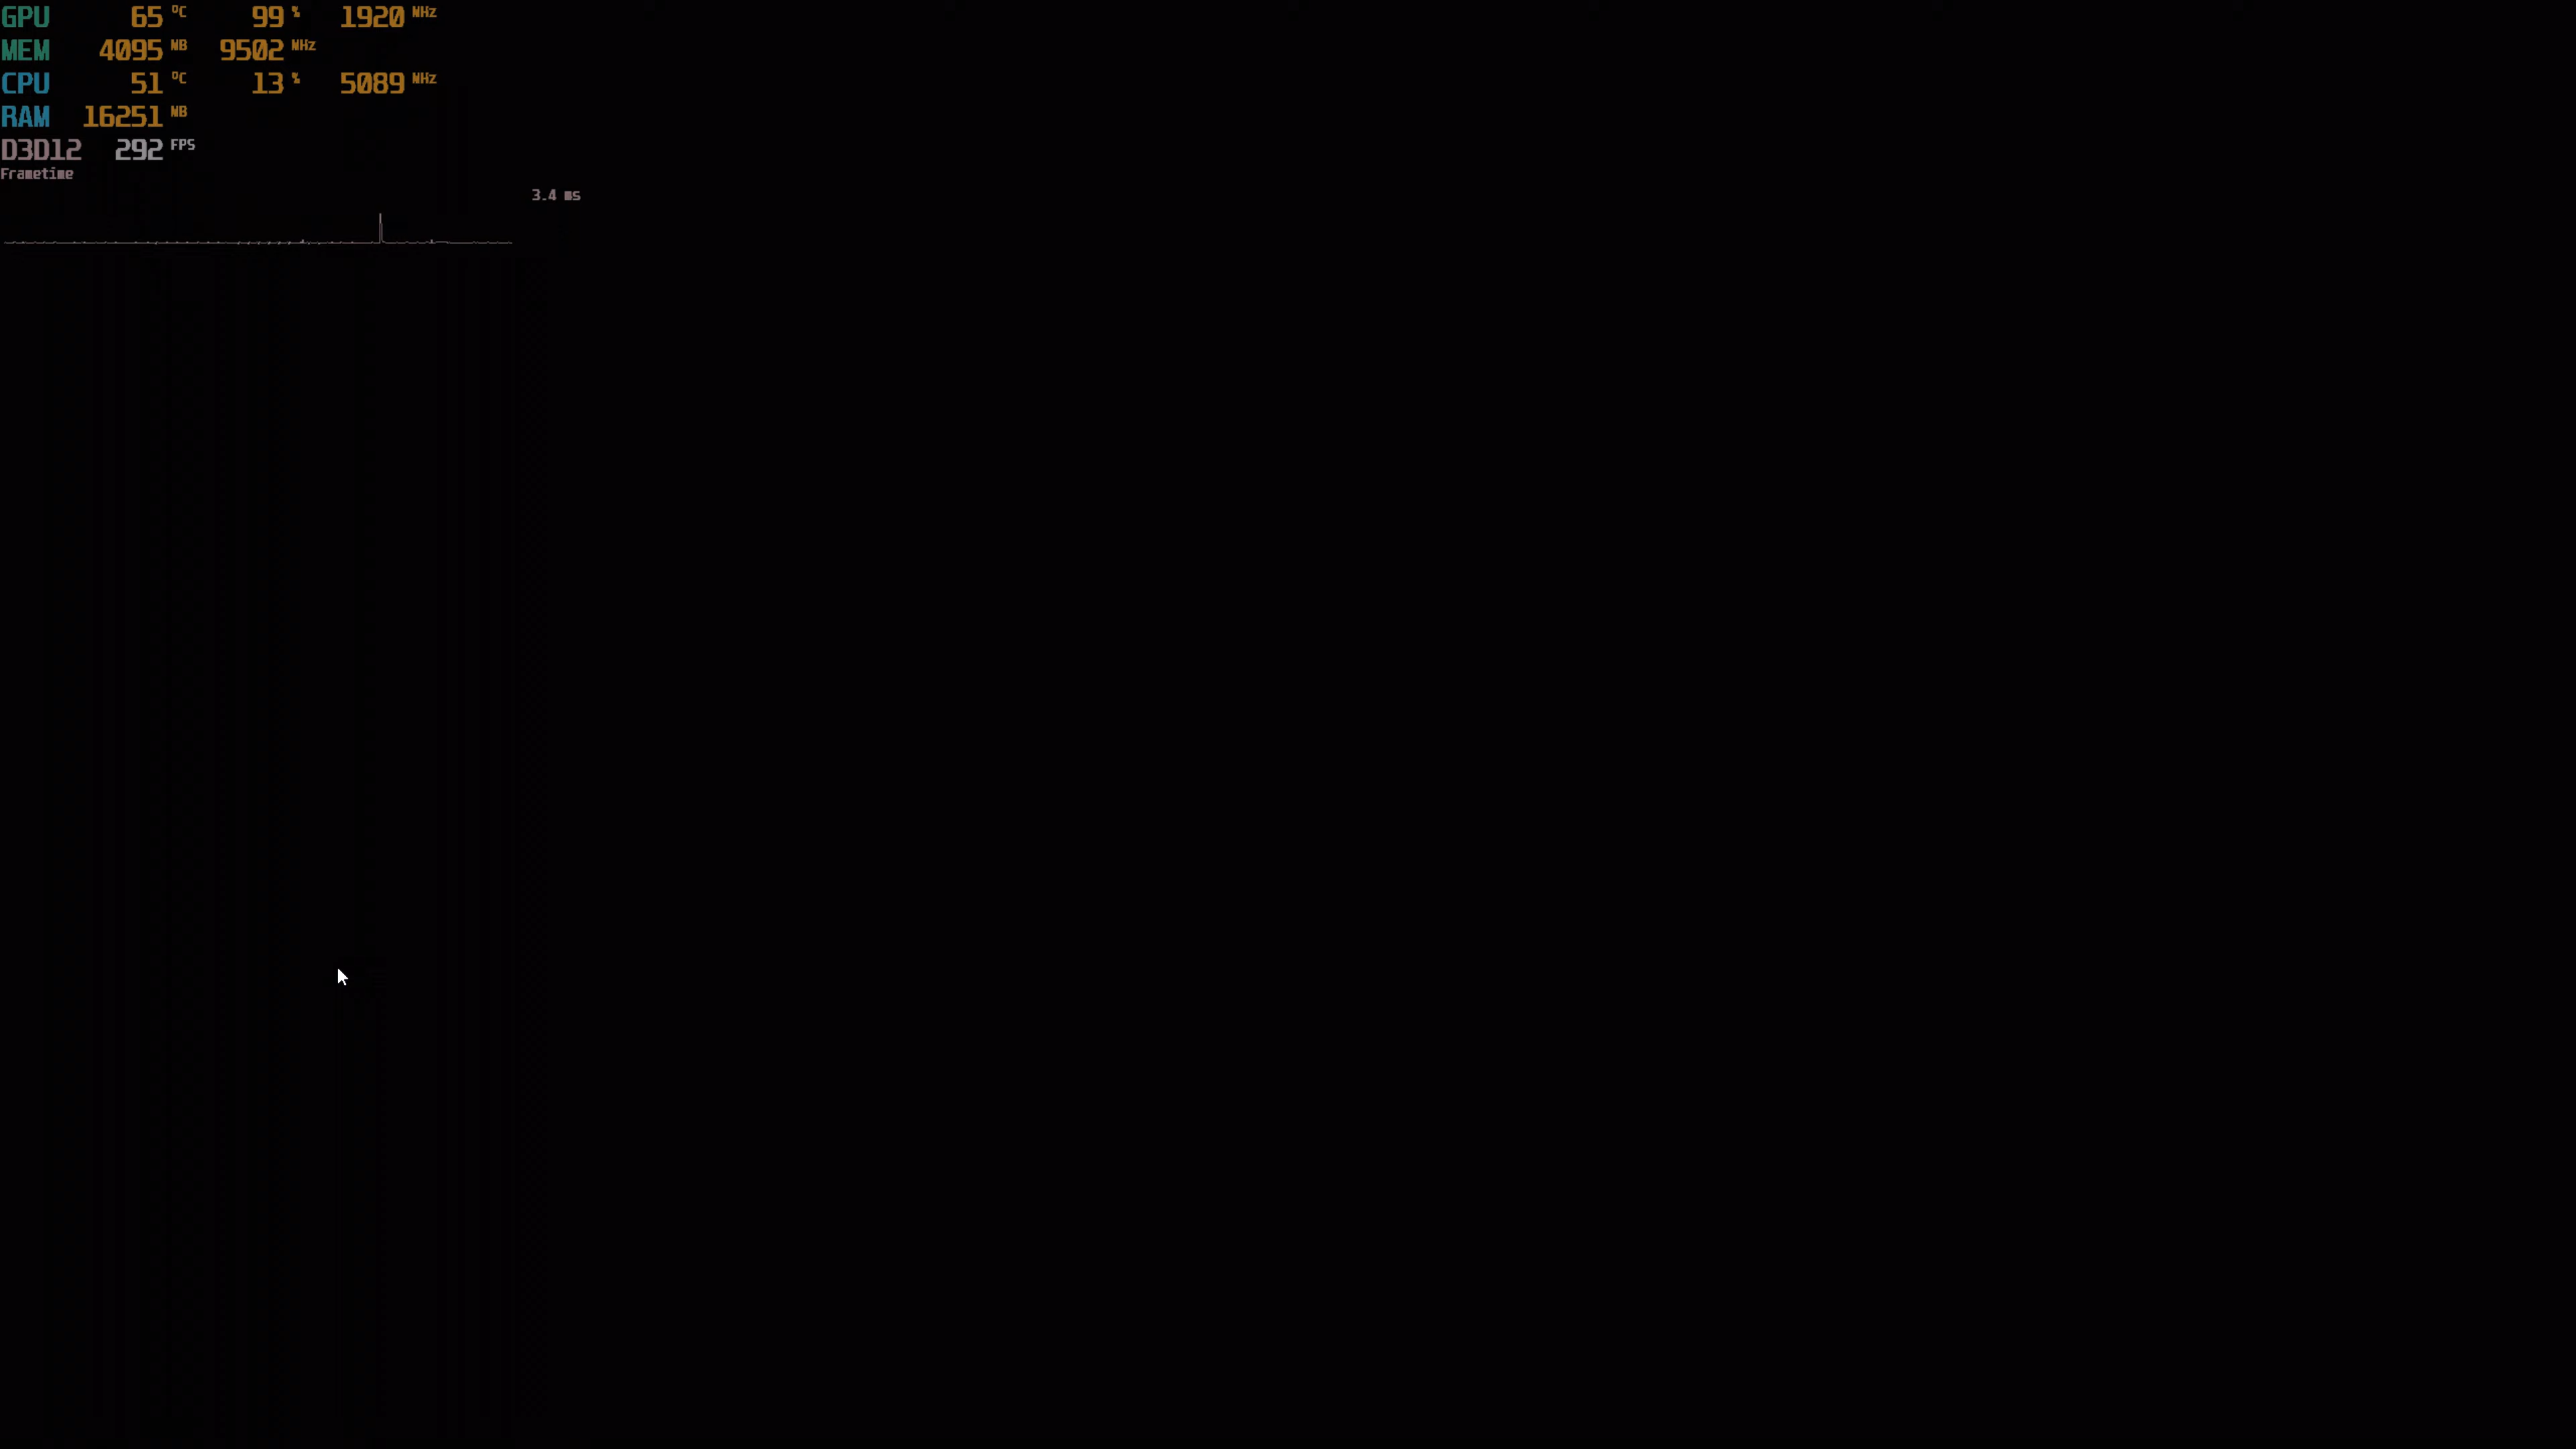 GPU 65 °C 99 % 1920 MHz
MEM 4095 MB 9502 MHz
CPU 51 °C 13 % 5089 MHz
RAM 16251 MB
D3D12 292 FPS
Frametime
3.4 ms